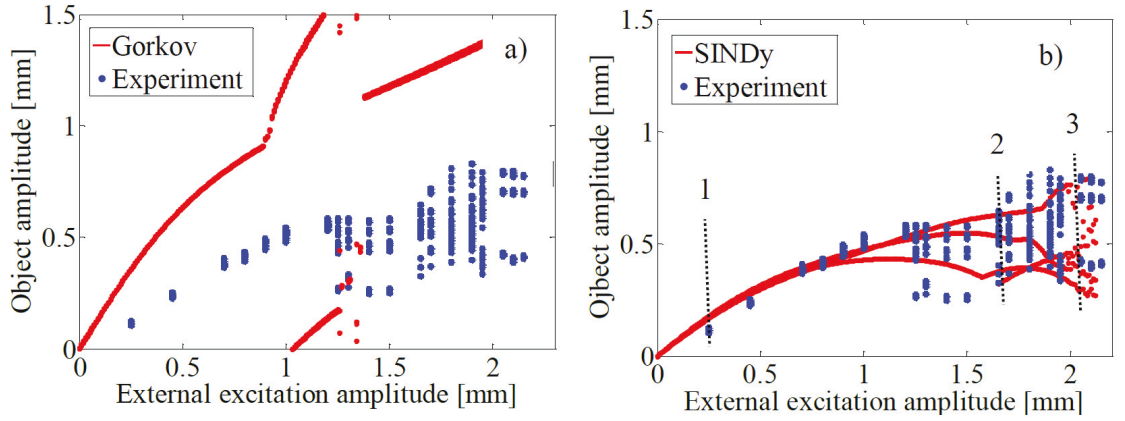 1.5
Gorkov
Experiment
a)
1
0.5
0
Object amplitude [mm]
0
0.5
1
1.5
2
External excitation amplitude [mm]
1.5
SINDy
Experiment
b)
1
0.5
0
Ojbect amplitude [mm]
1
2
3
0
0.5
1
1.5
2
External excitation amplitude [mm]